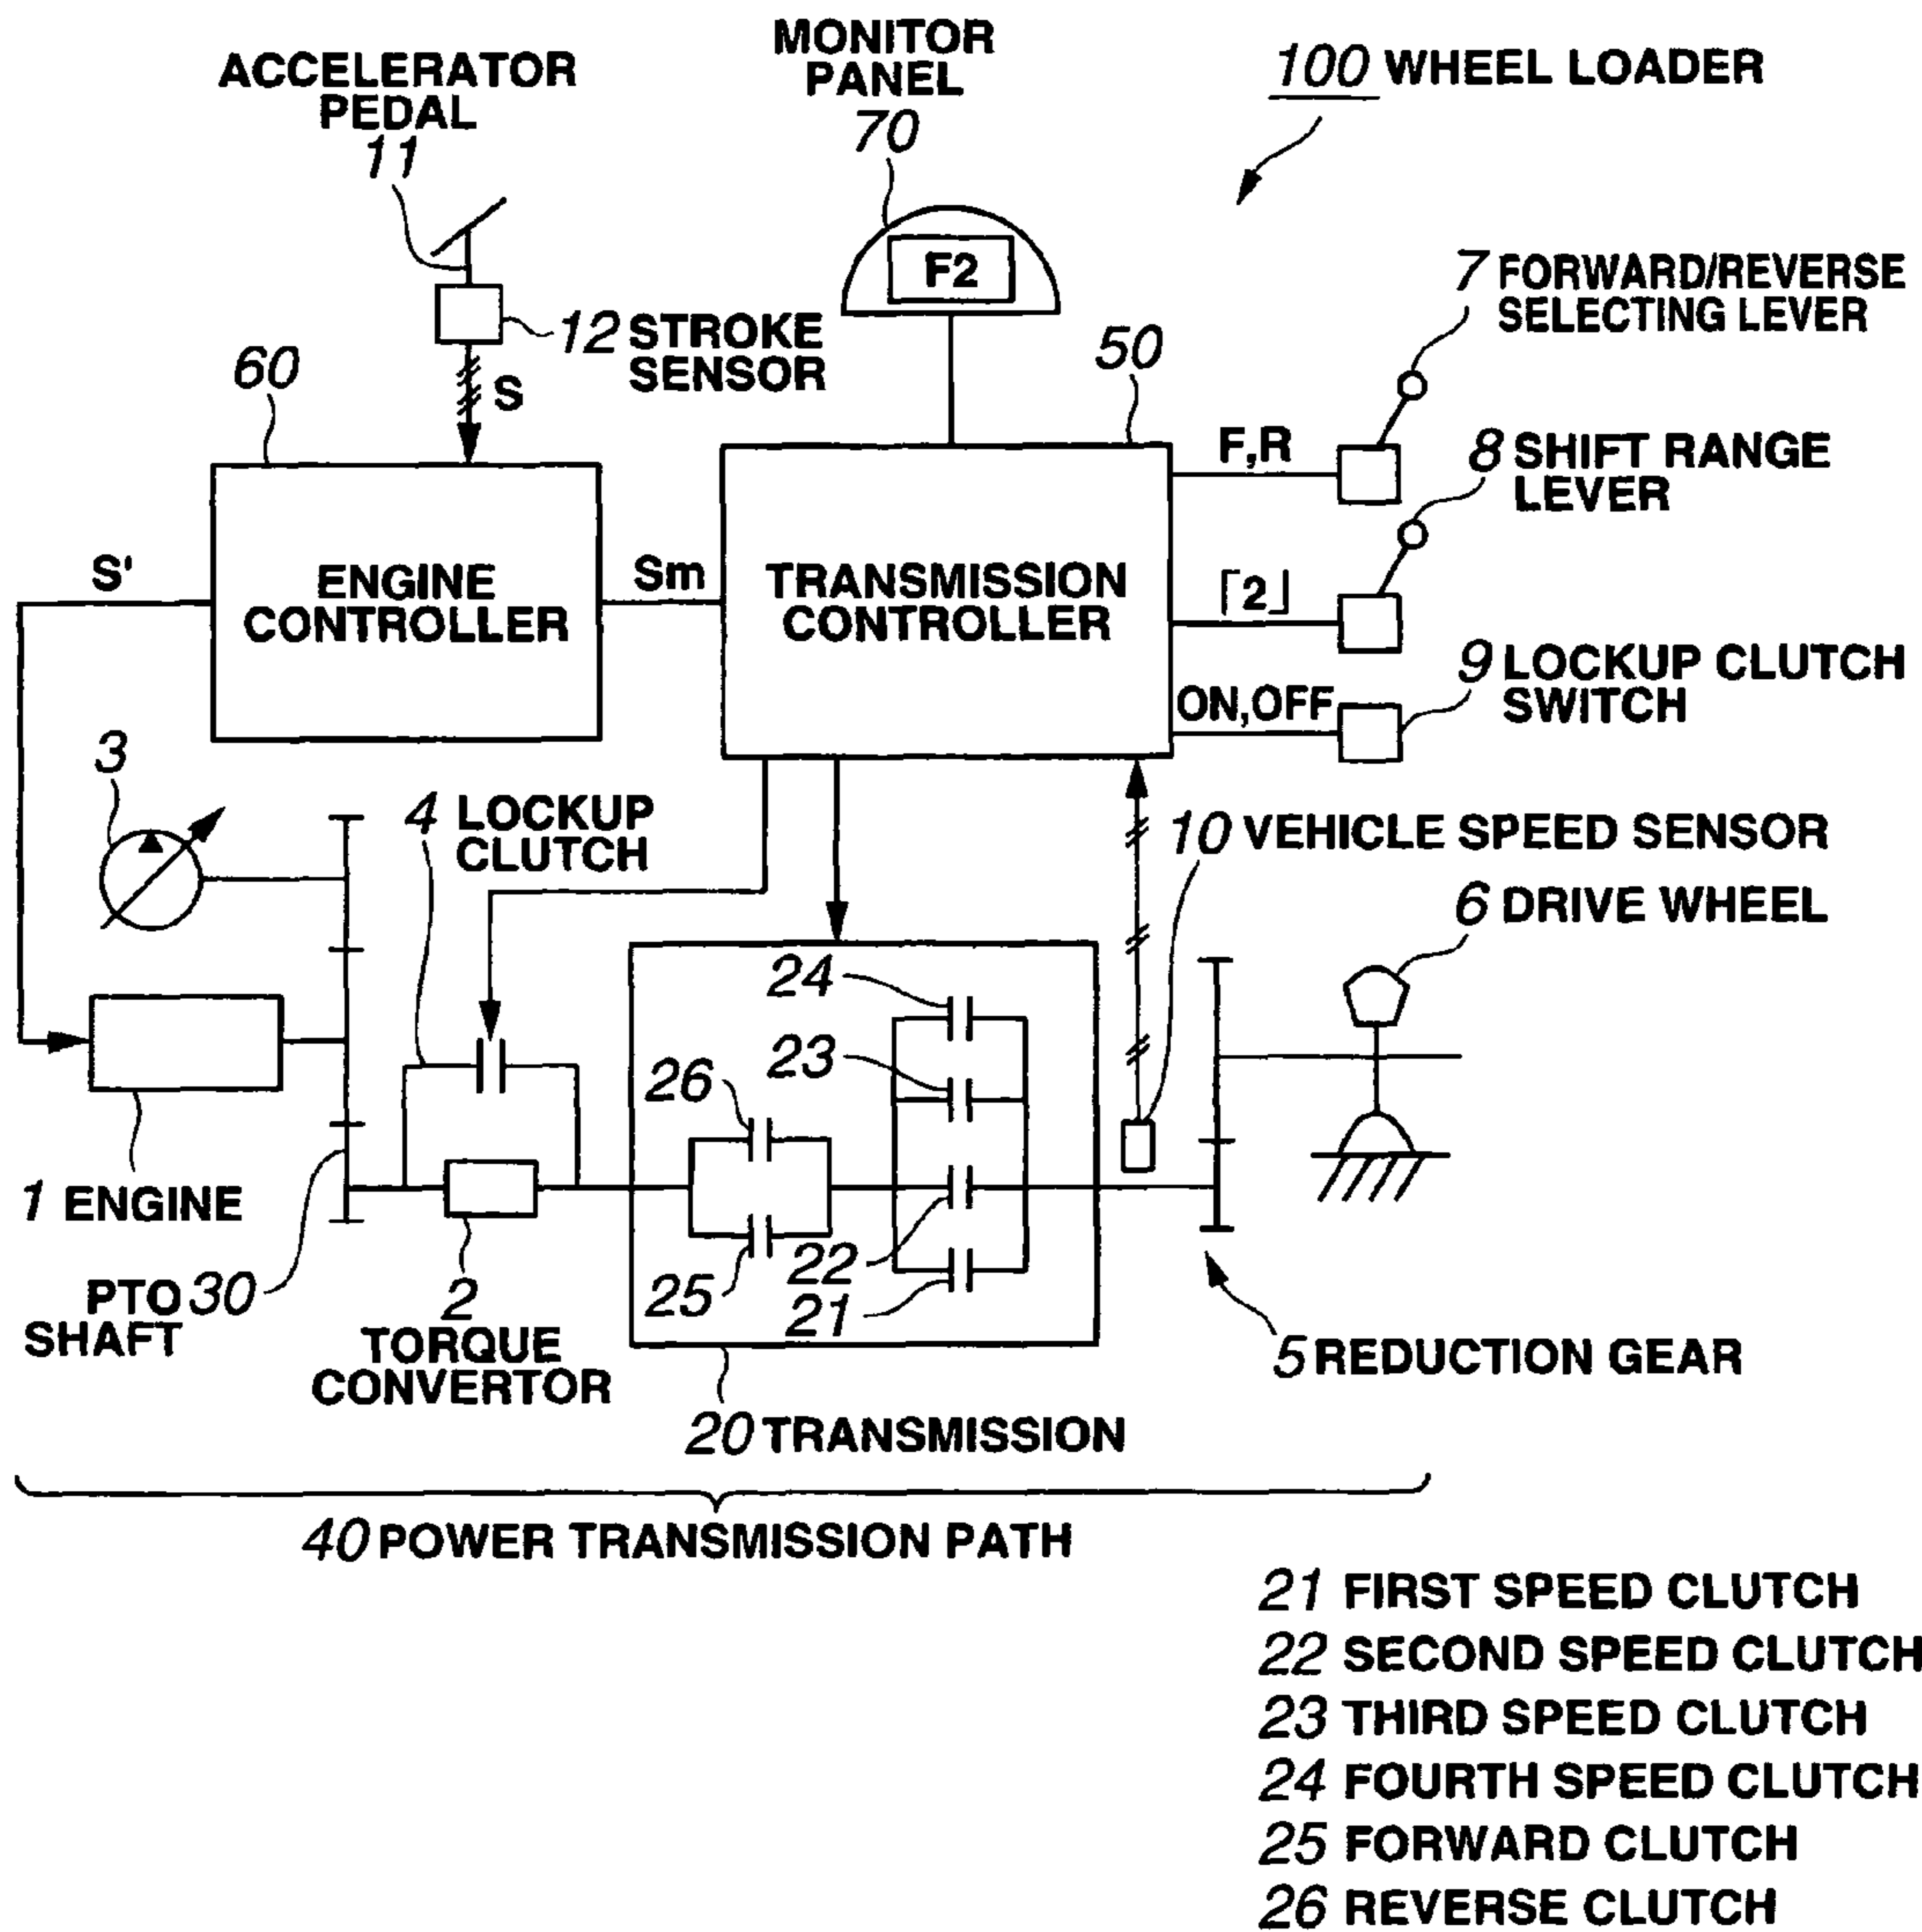 MONITOR
PANEL
70
100 WHEEL LOADER
ACCELERATOR
PEDAL
11
F2
7 FORWARD/REVERSE
SELECTING LEVER
12 STROKE
SENSOR
S
60
50
F,R
8 SHIFT RANGE
LEVER
S'
ENGINE
CONTROLLER
Sm
TRANSMISSION
CONTROLLER
「2」
9 LOCKUP CLUTCH
SWITCH
ON,OFF
3
4 LOCKUP
CLUTCH
10 VEHICLE SPEED SENSOR
6 DRIVE WHEEL
24
23
26
22
25
21
1 ENGINE
PTO 30
SHAFT
2
TORQUE
CONVERTOR
5 REDUCTION GEAR
20 TRANSMISSION
40 POWER TRANSMISSION PATH
21 FIRST SPEED CLUTCH
22 SECOND SPEED CLUTCH
23 THIRD SPEED CLUTCH
24 FOURTH SPEED CLUTCH
25 FORWARD CLUTCH
26 REVERSE CLUTCH